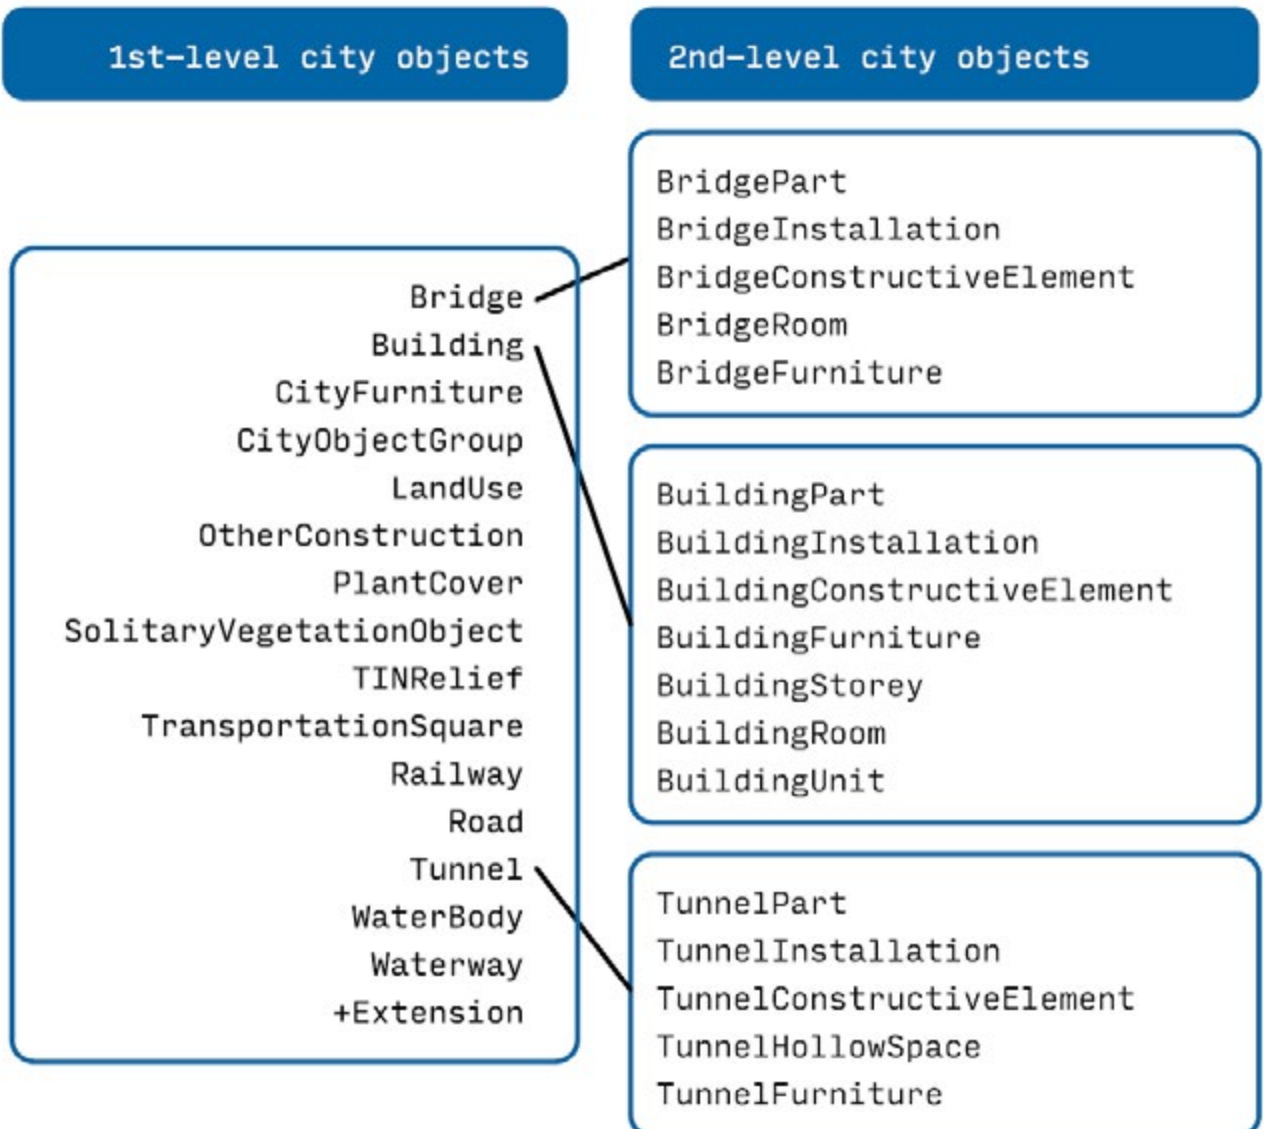 1st-level city objects
2nd-level city objects
Bridge
Building
CityFurniture
CityObjectGroup
LandUse
OtherConstruction
PlantCover
SolitaryVegetationObject
TINRelief
TransportationSquare
Railway
Road
Tunnel
WaterBody
Waterway
+Extension
BridgePart
BridgeInstallation
BridgeConstructiveElement
BridgeRoom
BridgeFurniture
BuildingPart
BuildingInstallation
BuildingConstructiveElement
BuildingFurniture
BuildingStorey
BuildingRoom
BuildingUnit
TunnelPart
TunnelInstallation
TunnelConstructiveElement
TunnelHollowSpace
TunnelFurniture